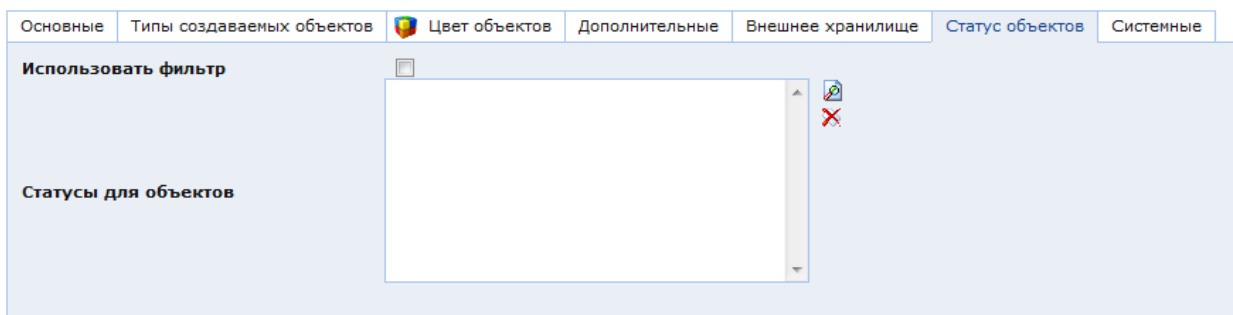 Основные Типы создаваемых объектов Цвет объектов Дополнительные Внешнее хранилище Статус объектов Системные
Использовать фильтр
Статусы для объектов